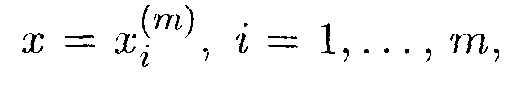 x = x_i^{(m)}, i = 1, . . . , m,